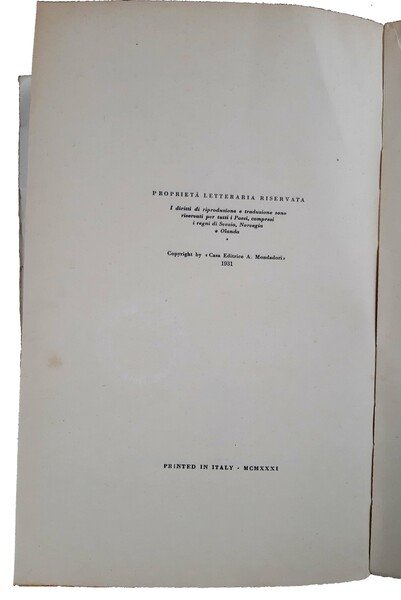 PROPRIETÀ LETTERARIA RISERVATA
I diritti di riproduzione e traduzione sono
riservati per tutti i Paesi, compresi
i regni di Svezia, Norvegia
e Olanda
*
Copyright by «Casa Editrice A. Mondadori»
1931
PRINTED IN ITALY - MCMXXXI